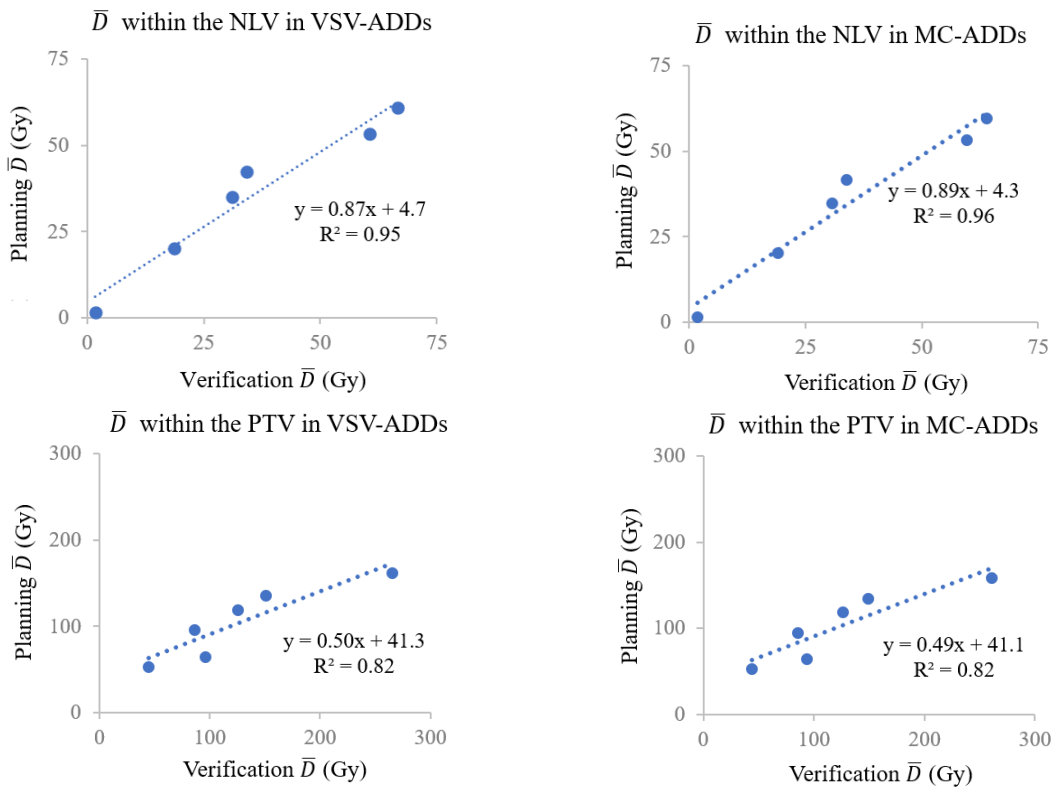 D̅ within the NLV in VSV-ADDs
75
50
25
0
0 25 50 75
Planning D̅ (Gy)
y = 0.87x + 4.7
R² = 0.95
Verification D̅ (Gy)
D̅ within the NLV in MC-ADDs
75
50
25
0
0 25 50 75
Planning D̅ (Gy)
y = 0.89x + 4.3
R² = 0.96
Verification D̅ (Gy)
D̅ within the PTV in VSV-ADDs
300
200
100
0
0 100 200 300
Planning D̅ (Gy)
y = 0.50x + 41.3
R² = 0.82
Verification D̅ (Gy)
D̅ within the PTV in MC-ADDs
300
200
100
0
0 100 200 300
Planning D̅ (Gy)
y = 0.49x + 41.1
R² = 0.82
Verification D̅ (Gy)